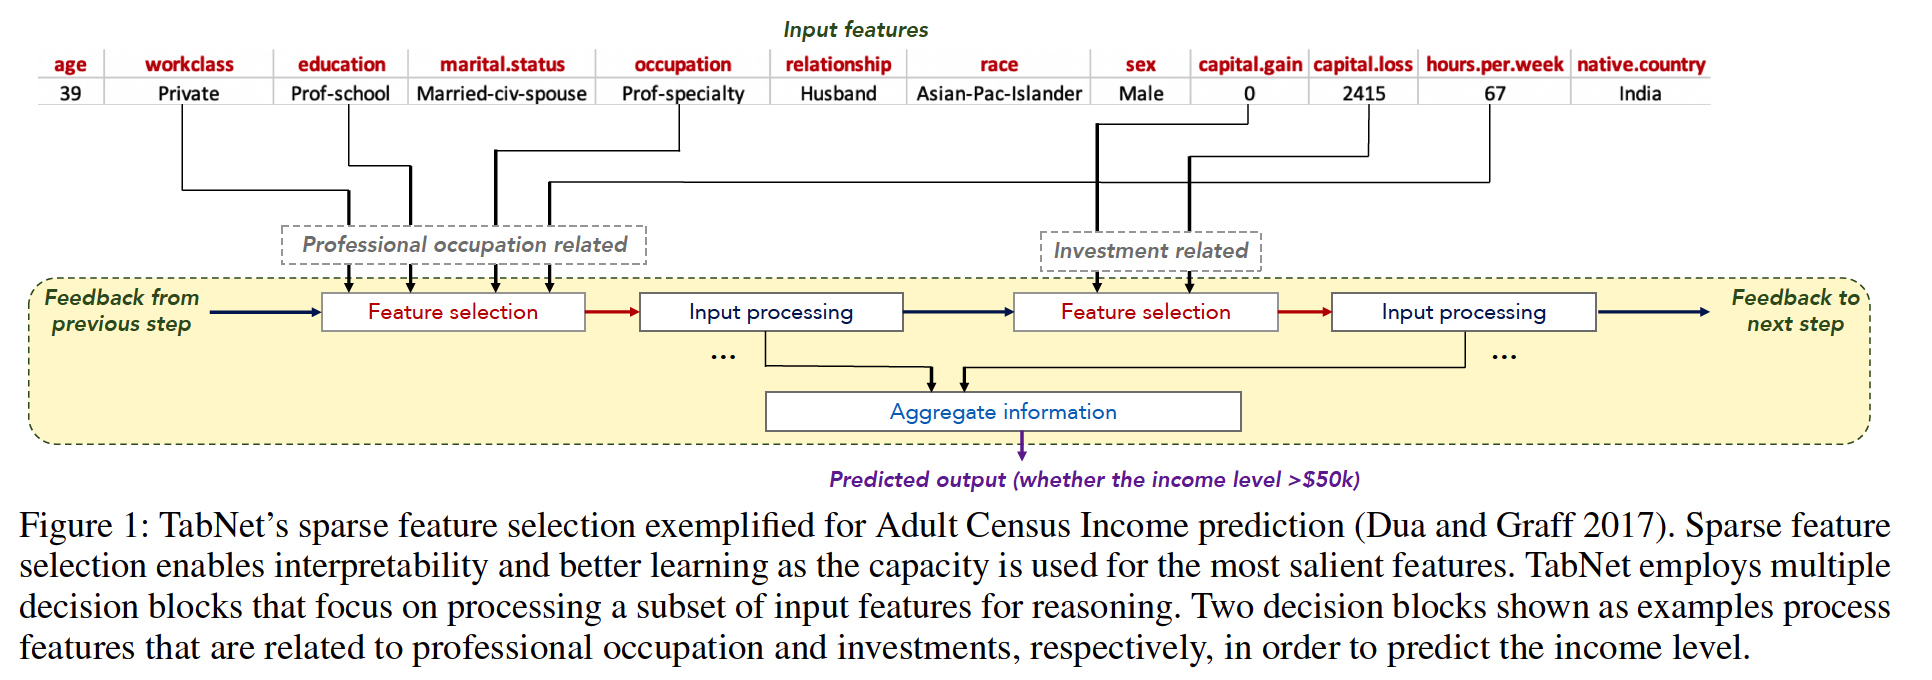 Input features
age workclass education marital.status occupation relationship race sex capital.gain capital.loss hours.per.week native.country
39 Private Prof-school Married-civ-spouse Prof-specialty Husband Asian-Pac-Islander Male 0 2415 67 India
Professional occupation related
Investment related
Feedback from
previous step
Feature selection
Input processing
Feature selection
Input processing
Feedback to
next step
...
...
Aggregate information
Predicted output (whether the income level >$50k)
Figure 1: TabNet's sparse feature selection exemplified for Adult Census Income prediction (Dua and Graff 2017). Sparse feature
selection enables interpretability and better learning as the capacity is used for the most salient features. TabNet employs multiple
decision blocks that focus on processing a subset of input features for reasoning. Two decision blocks shown as examples process
features that are related to professional occupation and investments, respectively, in order to predict the income level.